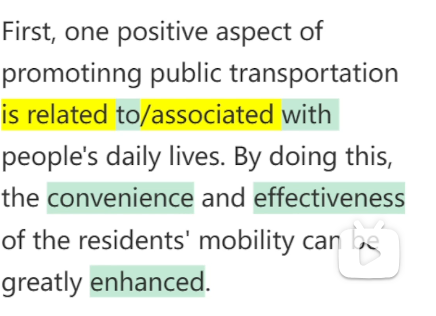 First, one positive aspect of
promotinng public transportation
is related to/associated with
people's daily lives. By doing this,
the convenience and effectiveness
of the residents' mobility can be
greatly enhanced.